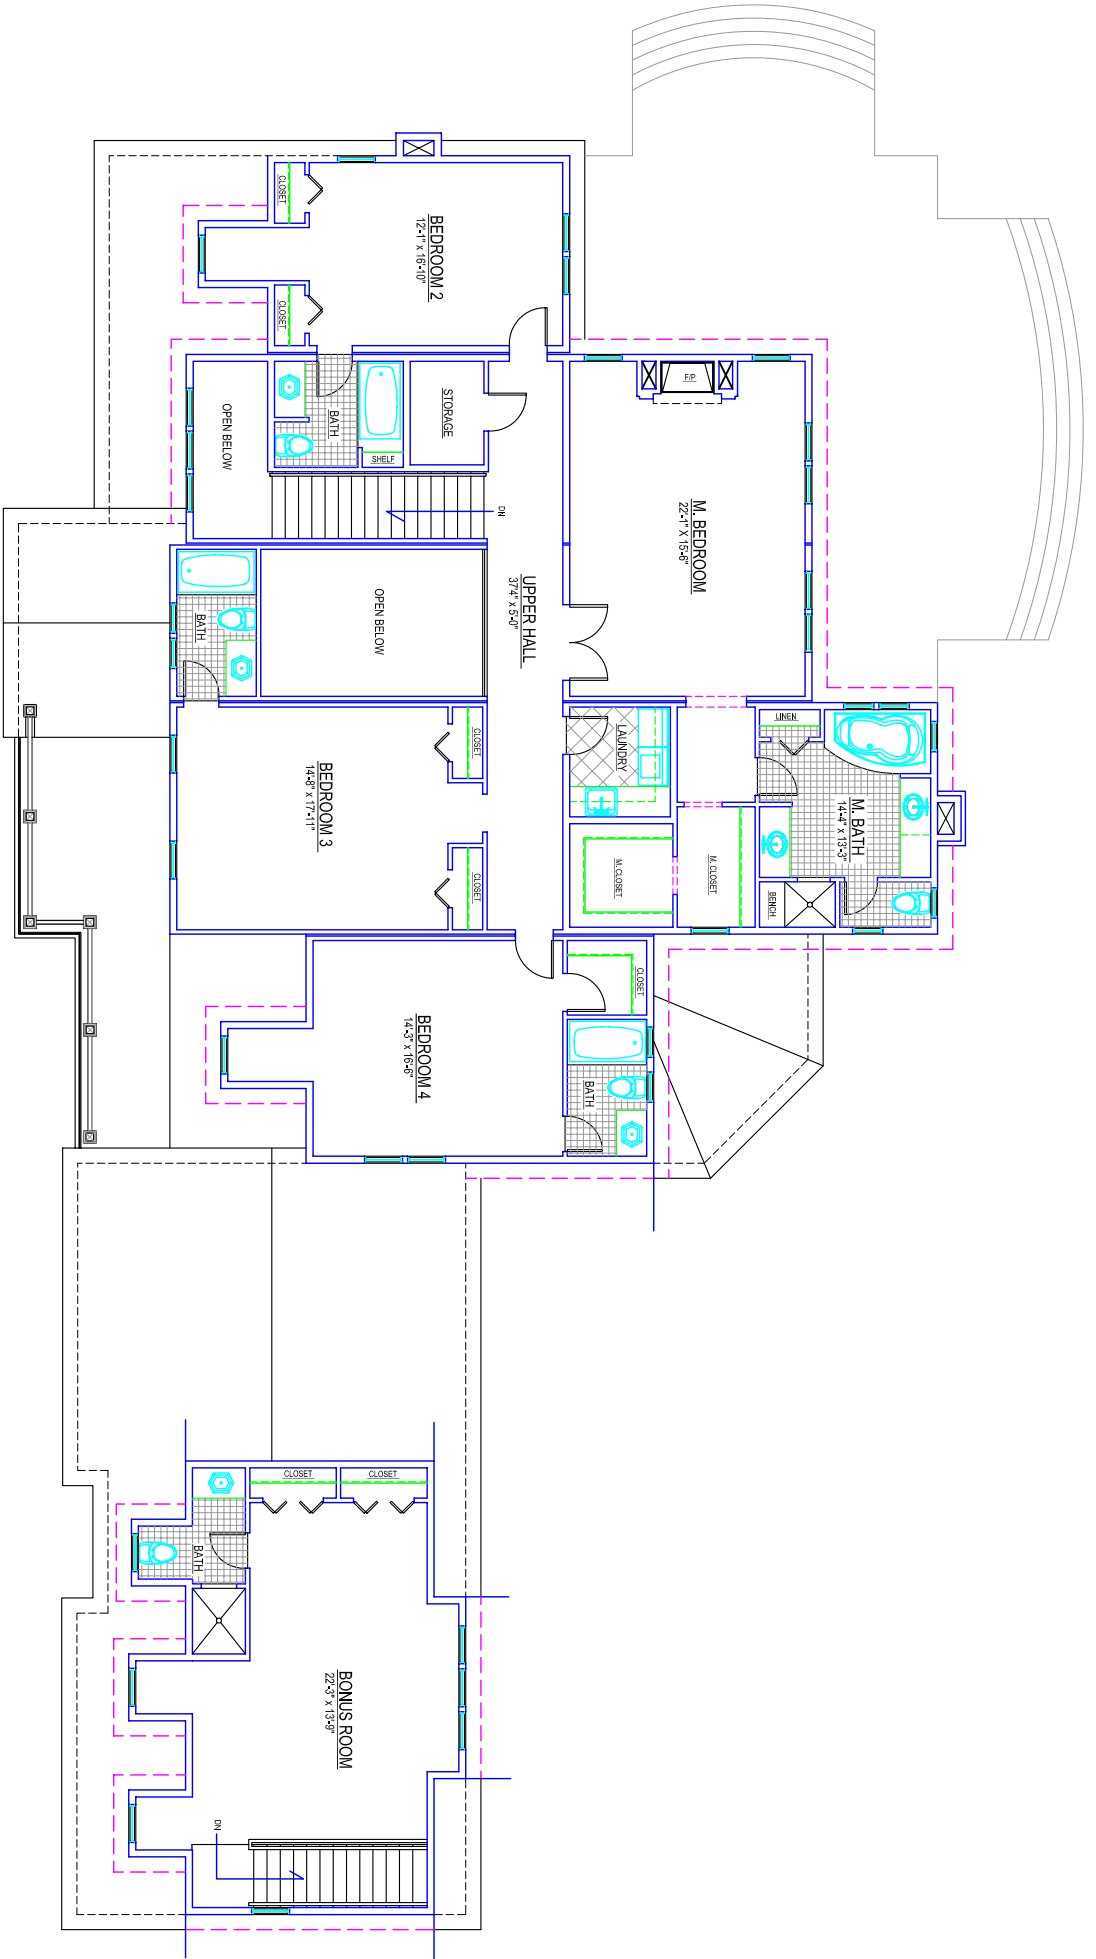 CLOSET
BEDROOM 2
12'-1" x 16'-10"
CLOSET
OPEN BELOW
BATH
SHELF
STORAGE
DN
F/P
M. BEDROOM
22'-1" x 15'-6"
UPPER HALL
37'4" x 5'-0"
OPEN BELOW
BATH
CLOSET
BEDROOM 3
14'-8" x 17'-11"
CLOSET
LAUNDRY
LINEN
M. BATH
14'-4" x 13'-3"
M. CLOSET
M. CLOSET
BENCH
CLOSET
BEDROOM 4
14'-3" x 16'-6"
BATH
CLOSET
CLOSET
BATH
BONUS ROOM
22'-3" x 13'-9"
DN